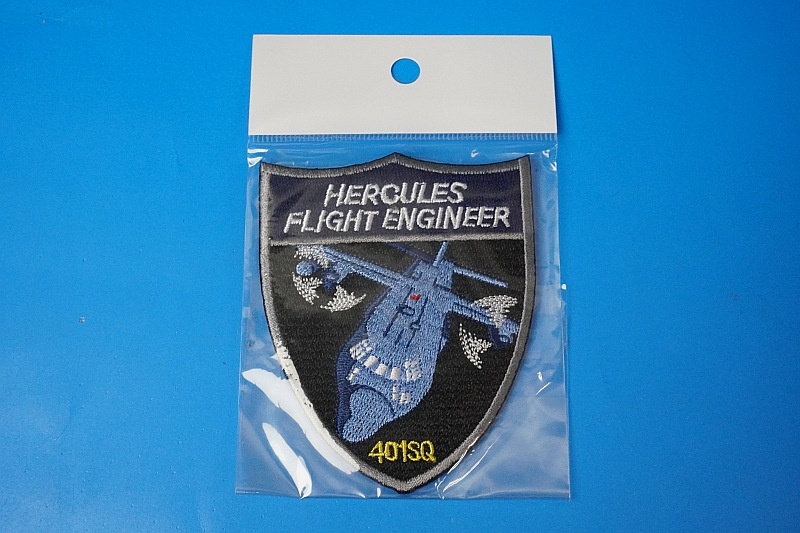 HERCULES
FLIGHT ENGINEER
401SQ